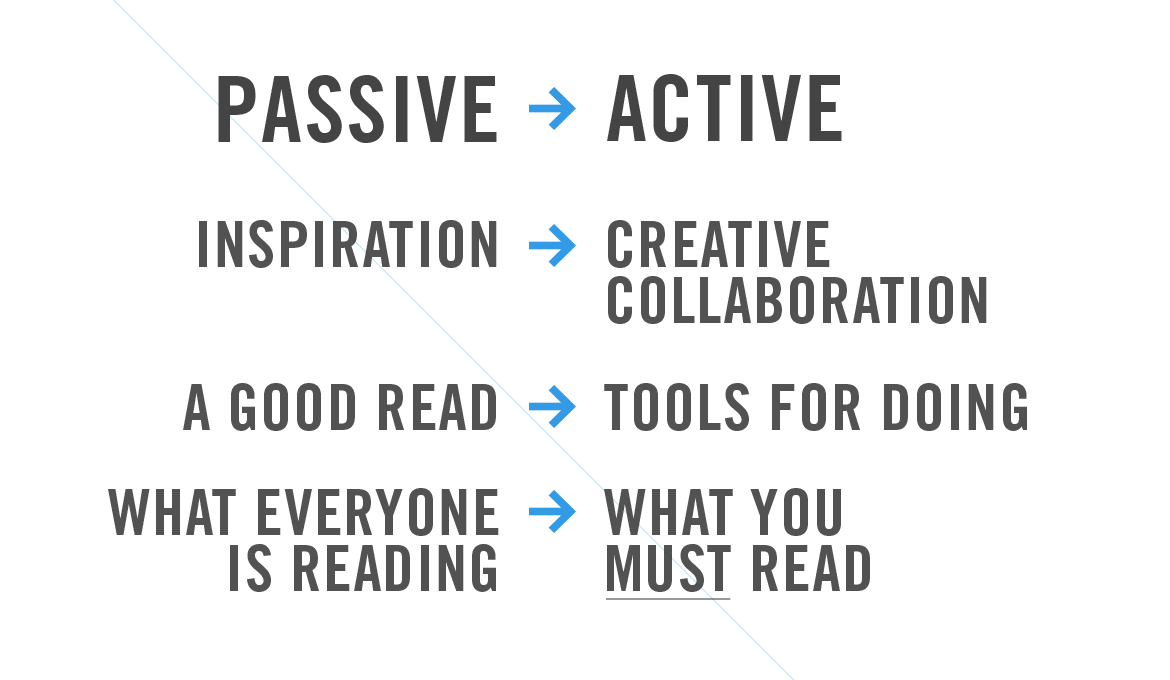 PASSIVE → ACTIVE
INSPIRATION → CREATIVE
COLLABORATION
A GOOD READ → TOOLS FOR DOING
WHAT EVERYONE → WHAT YOU
IS READING MUST READ